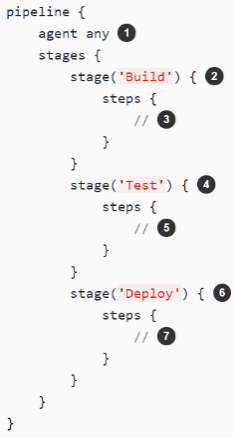 pipeline {
    agent any 1
    stages {
        stage('Build') { 2
            steps {
                // 3
            }
        }
        stage('Test') { 4
            steps {
                // 5
            }
        }
        stage('Deploy') { 6
            steps {
                // 7
            }
        }
    }
}